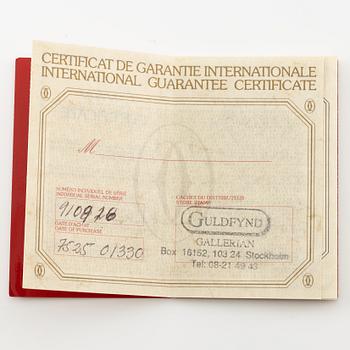 CERTIFICAT DE GARANTIE INTERNATIONALE
INTERNATIONAL GUARANTEE CERTIFICATE
M
NUMÉRO INDIVIDUEL DE SÉRIE
INDIVIDUAL SERIAL NUMBER
910926
DATE D'ACHAT
DATE OF PURCHASE
7525 01330
CACHET DU DISTRIBUTEUR
STORE STAMP
GULDFYND
GALLERIAN
Box 16152, 103 24 Stockholm
Tel: 08-21 49 43